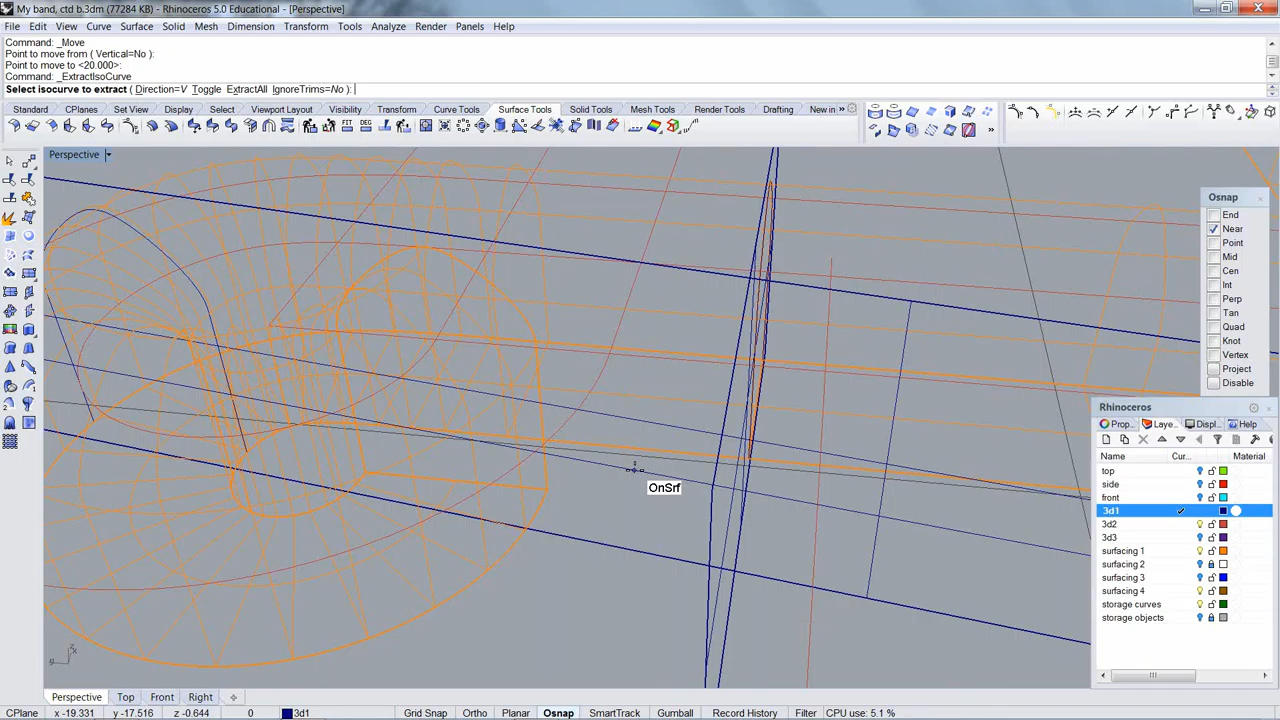 My band, ctd b.3dm (77284 KB) - Rhinoceros 5.0 Educational - [Perspective]
File Edit View Curve Surface Solid Mesh Dimension Transform Tools Analyze Render Panels Help
Command: _Move
Point to move from ( Vertical=No ):
Point to move to <20.000>:
Command: _ExtractIsoCurve
Select isocurve to extract ( Direction=V Toggle ExtractAll IgnoreTrims=No ):
Standard CPlanes Set View Display Select Viewport Layout Visibility Transform Curve Tools Surface Tools Solid Tools Mesh Tools Render Tools Drafting New in
Perspective
Osnap
End
Near
Point
Mid
Cen
Int
Perp
Tan
Quad
Knot
Vertex
Project
Disable
OnSrf
Rhinoceros
Prop... Laye... Displ... Help
Name Cur... Material
top
side
front
3d1
3d2
3d3
surfacing 1
surfacing 2
surfacing 3
surfacing 4
storage curves
storage objects
Perspective Top Front Right
CPlane x -19.331 y -17.516 z -0.644 0 3d1 Grid Snap Ortho Planar Osnap SmartTrack Gumball Record History Filter CPU use: 5.1 %